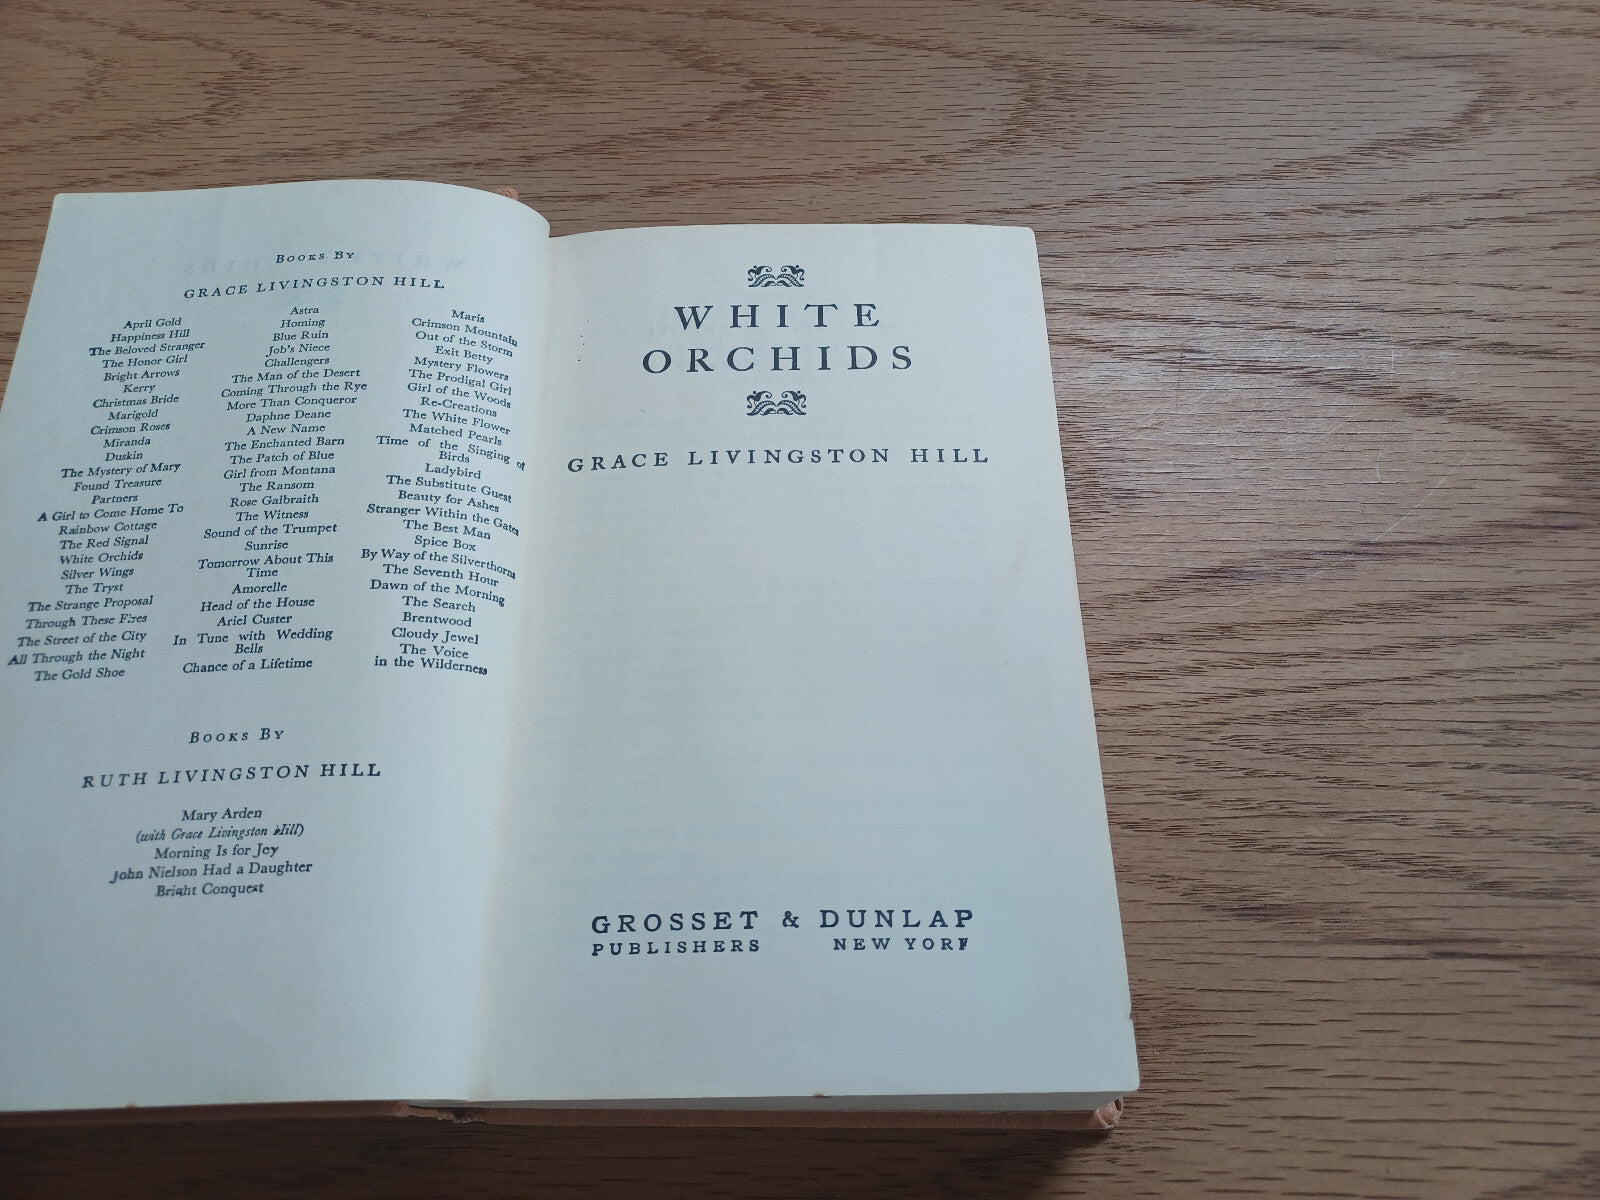 BOOKS BY
GRACE LIVINGSTON HILL
April Gold
Happiness Hill
The Beloved Stranger
The Honor Girl
Bright Arrows
Kerry
Christmas Bride
Marigold
Crimson Roses
Miranda
Duskin
The Mystery of Mary
Found Treasure
Partners
A Girl to Come Home To
Rainbow Cottage
The Red Signal
White Orchids
Silver Wings
The Tryst
The Strange Proposal
Through These Fires
The Street of the City
All Through the Night
The Gold Shoe
Astra
Homing
Blue Ruin
Job's Niece
Challengers
The Man of the Desert
Coming Through the Rye
More Than Conqueror
Daphne Deane
A New Name
The Enchanted Barn
The Patch of Blue
Girl from Montana
The Ransom
Rose Galbraith
The Witness
Sound of the Trumpet
Sunrise
Tomorrow About This
Time
Amorelle
Head of the House
Ariel Custer
In Tune with Wedding
Bells
Chance of a Lifetime
Maris
Crimson Mountain
Out of the Storm
Exit Betty
Mystery Flowers
The Prodigal Girl
Girl of the Woods
Re-Creations
The White Flower
Matched Pearls
Time of the Singing of
Birds
Ladybird
The Substitute Guest
Beauty for Ashes
Stranger Within the Gates
The Best Man
Spice Box
By Way of the Silverthorns
The Seventh Hour
Dawn of the Morning
The Search
Brentwood
Cloudy Jewel
The Voice
in the Wilderness
BOOKS BY
RUTH LIVINGSTON HILL
Mary Arden
(with Grace Livingston Hill)
Morning Is for Joy
John Nielson Had a Daughter
Bright Conquest
WHITE
ORCHIDS
GRACE LIVINGSTON HILL
GROSSET & DUNLAP
PUBLISHERS NEW YORK